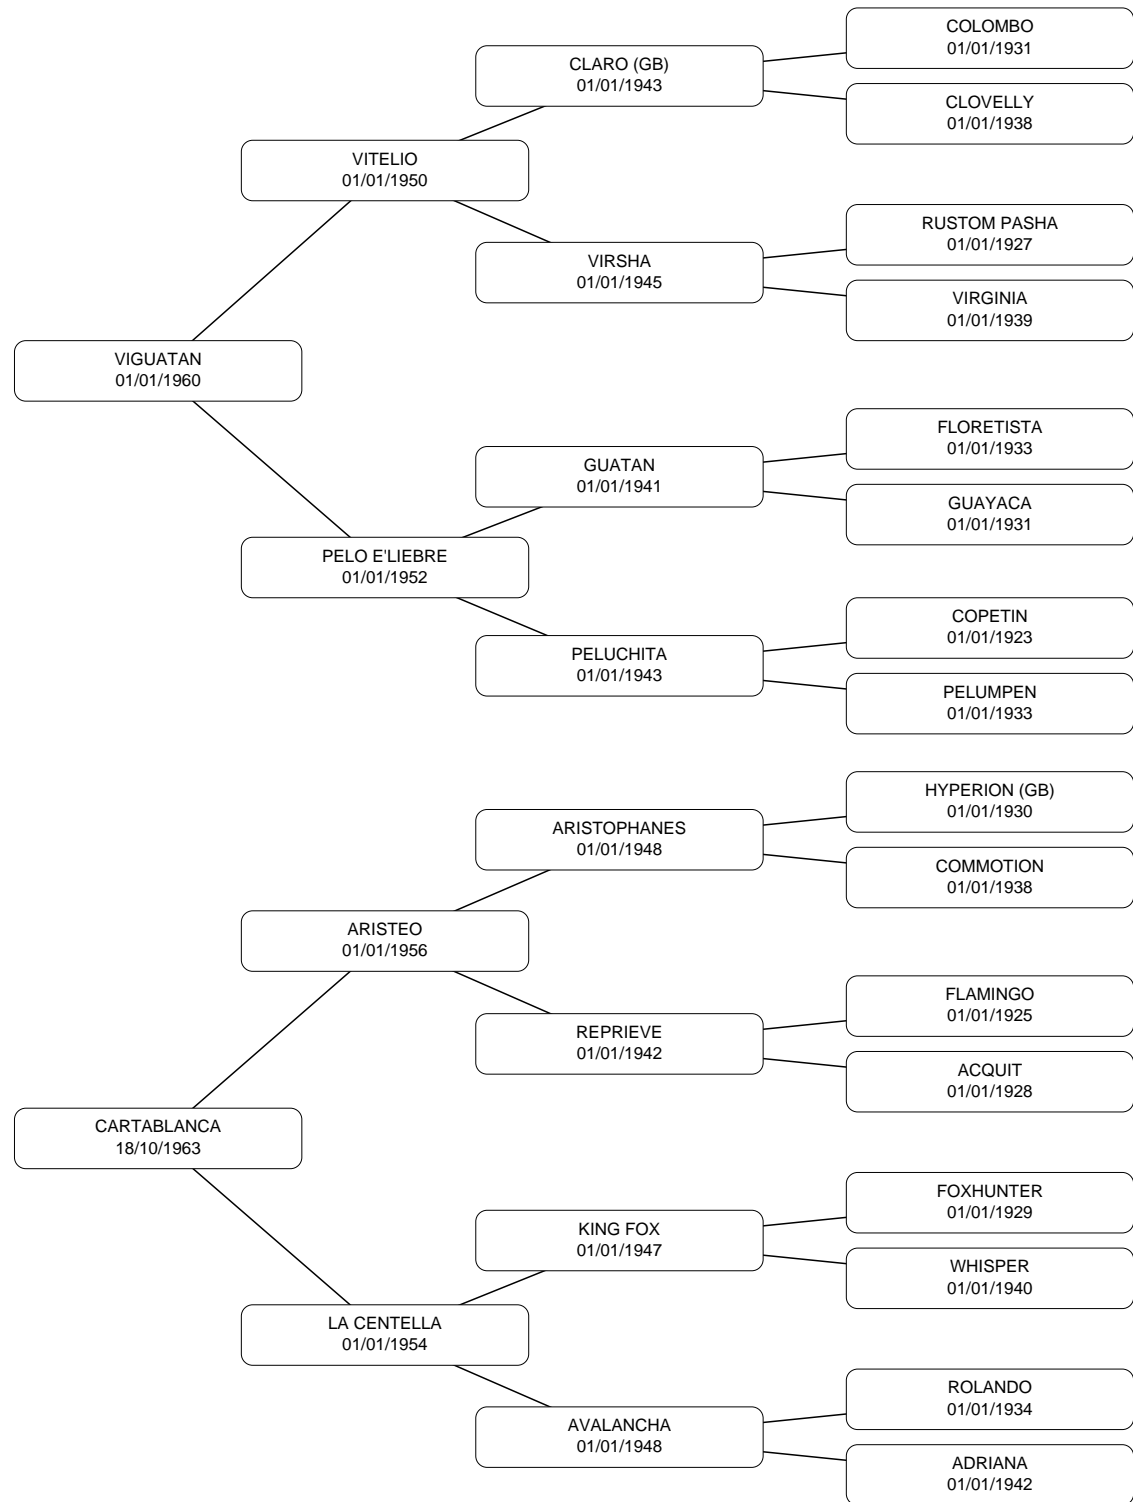 COLOMBO
01/01/1931
CLARO (GB)
01/01/1943
CLOVELLY
01/01/1938
VITELIO
01/01/1950
RUSTOM PASHA
01/01/1927
VIRSHA
01/01/1945
VIRGINIA
01/01/1939
VIGUATAN
01/01/1960
FLORETISTA
01/01/1933
GUATAN
01/01/1941
GUAYACA
01/01/1931
PELO E'LIEBRE
01/01/1952
COPETIN
01/01/1923
PELUCHITA
01/01/1943
PELUMPEN
01/01/1933
HYPERION (GB)
01/01/1930
ARISTOPHANES
01/01/1948
COMMOTION
01/01/1938
ARISTEO
01/01/1956
FLAMINGO
01/01/1925
REPRIEVE
01/01/1942
ACQUIT
01/01/1928
CARTABLANCA
18/10/1963
FOXHUNTER
01/01/1929
KING FOX
01/01/1947
WHISPER
01/01/1940
LA CENTELLA
01/01/1954
ROLANDO
01/01/1934
AVALANCHA
01/01/1948
ADRIANA
01/01/1942